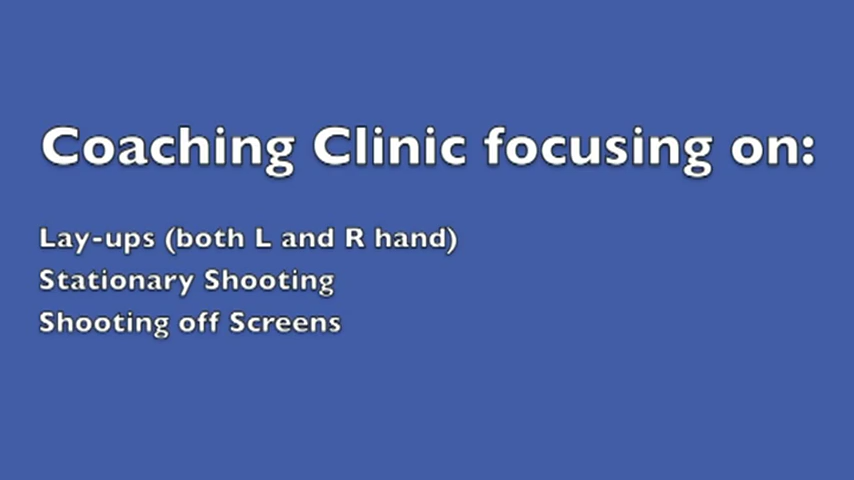 Coaching Clinic focusing on:
Lay-ups (both L and R hand)
Stationary Shooting
Shooting off Screens